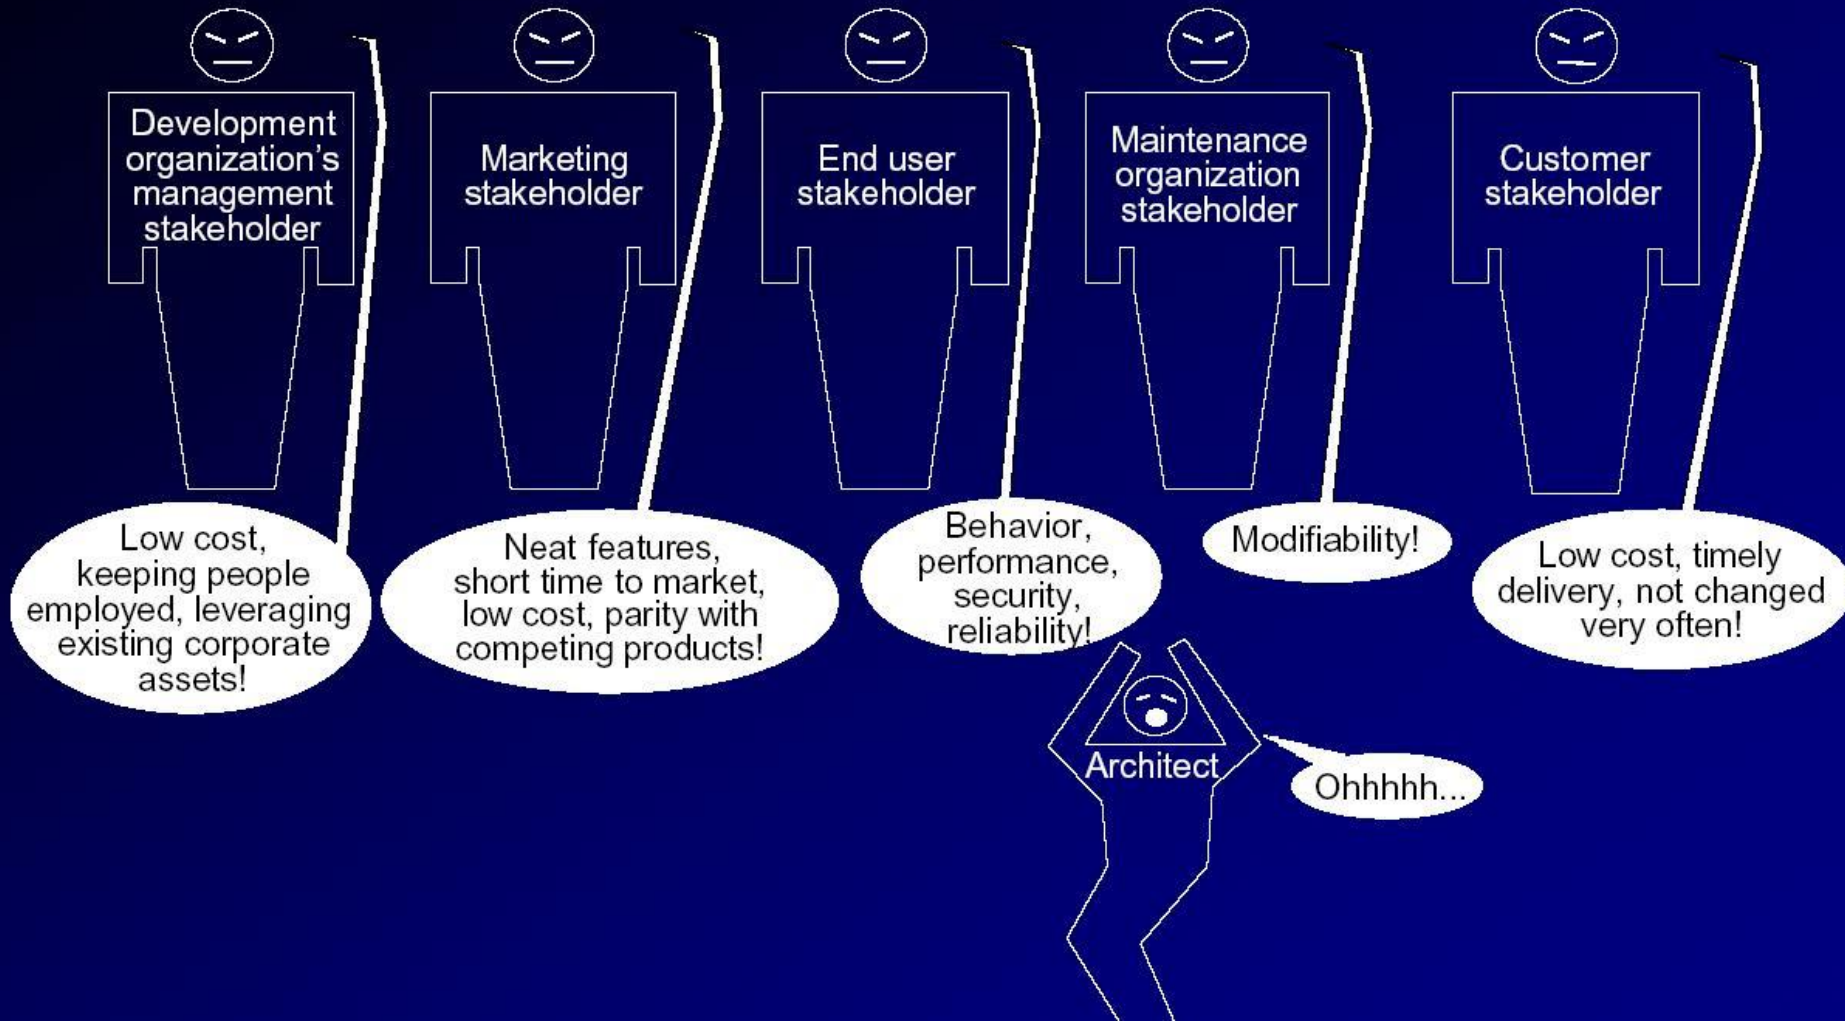 Development
organization's
management
stakeholder
Marketing
stakeholder
End user
stakeholder
Maintenance
organization
stakeholder
Customer
stakeholder
Low cost,
keeping people
employed, leveraging
existing corporate
assets!
Neat features,
short time to market,
low cost, parity with
competing products!
Behavior,
performance,
security,
reliability!
Modifiability!
Low cost, timely
delivery, not changed
very often!
Architect
Ohhhhh...